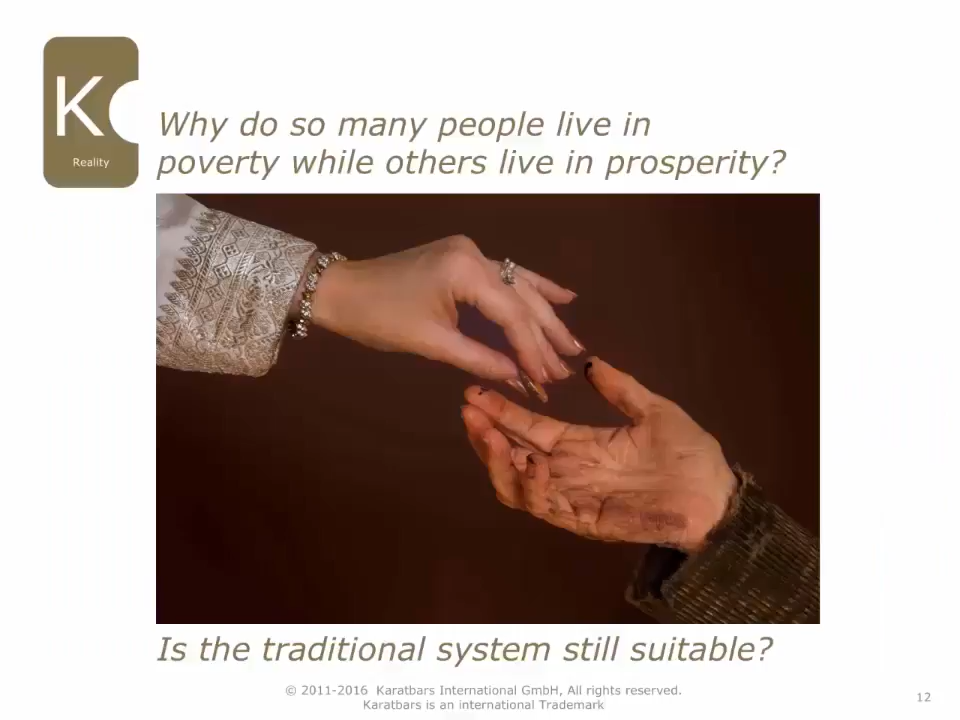 K
Reality
Why do so many people live in
poverty while others live in prosperity?
Is the traditional system still suitable?
© 2011-2016 Karatbars International GmbH, All rights reserved.
Karatbars is an international Trademark
12